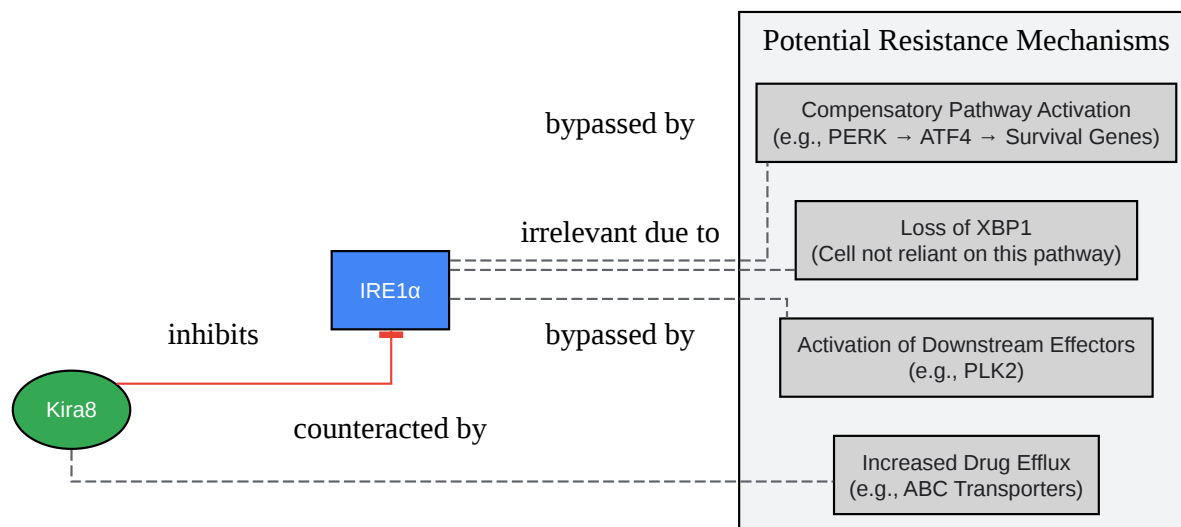 Potential Resistance Mechanisms
bypassed by
Compensatory Pathway Activation
(e.g., PERK → ATF4 → Survival Genes)
irrelevant due to
Loss of XBP1
(Cell not reliant on this pathway)
IRE1α
inhibits
bypassed by
Activation of Downstream Effectors
(e.g., PLK2)
Kira8
counteracted by
Increased Drug Efflux
(e.g., ABC Transporters)